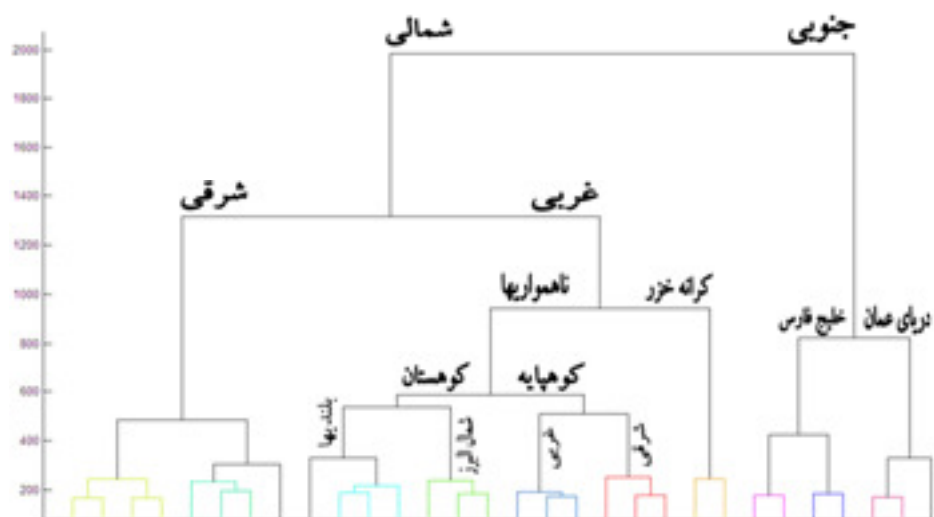 شمالی
جنوبی
2000
1800
1600
1400
شرقی
غربی
1200
1000
ناهمواریها
کرانه خزر
خلیج فارس
دریای عمان
800
600
کوهستان
کوهپایه
بلندیها
شمال البرز
غربی
شرقی
400
200